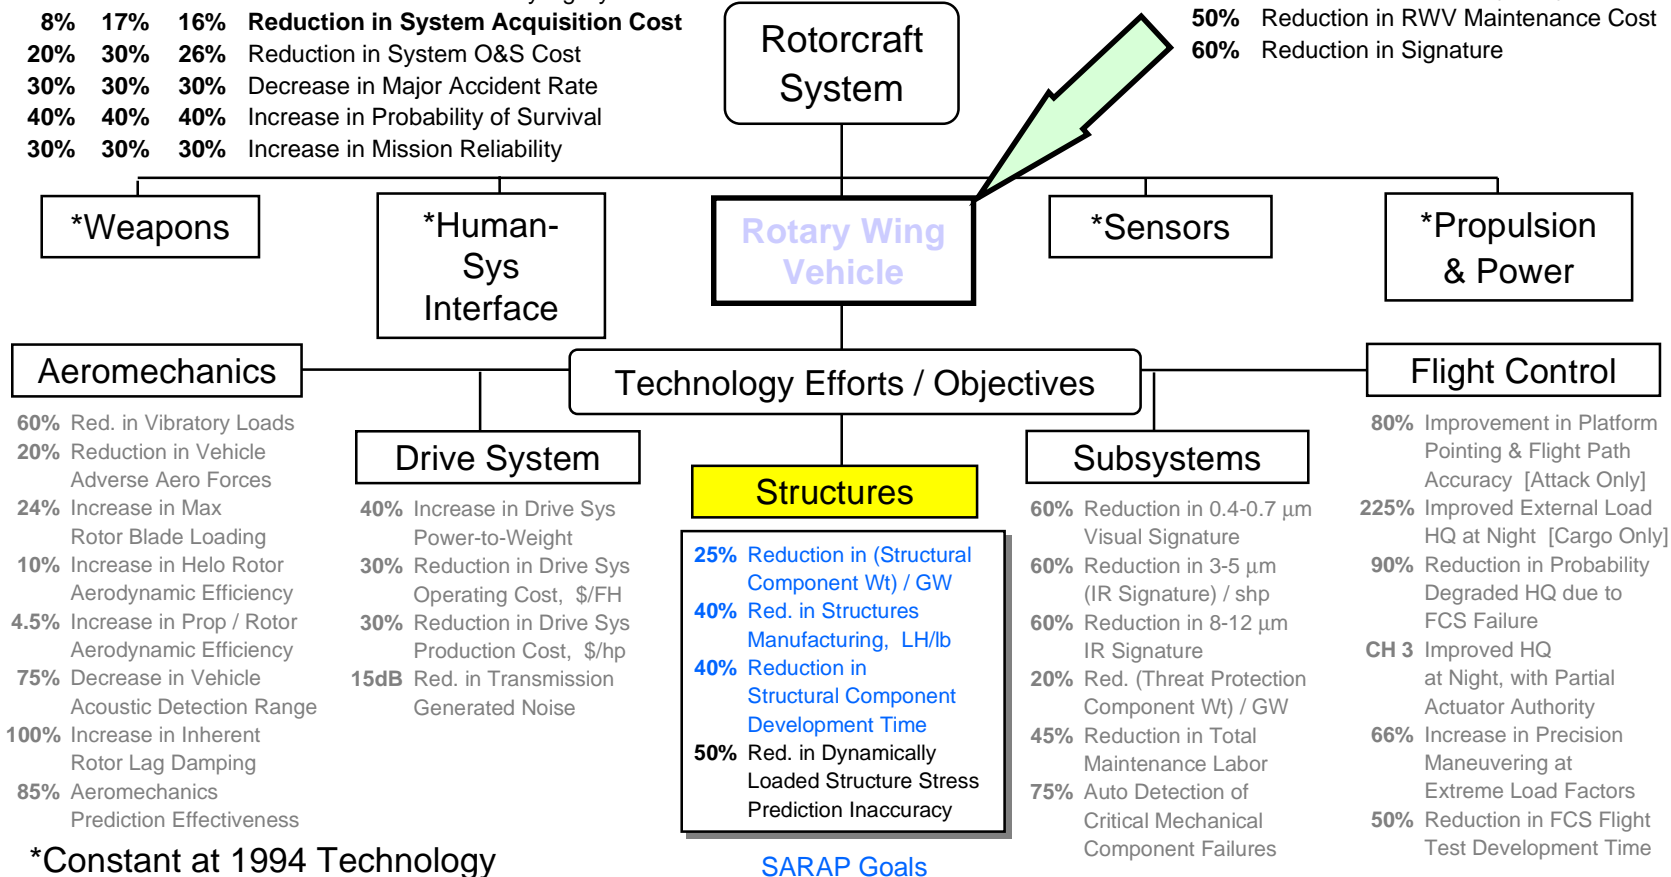 8% 17% 16% Reduction in System Acquisition Cost
20% 30% 26% Reduction in System O&S Cost
30% 30% 30% Decrease in Major Accident Rate
40% 40% 40% Increase in Probability of Survival
30% 30% 30% Increase in Mission Reliability
Rotorcraft
System
50% Reduction in RWV Maintenance Cost
60% Reduction in Signature
*Weapons
*Human-
Sys
Interface
Rotary Wing
Vehicle
*Sensors
*Propulsion
& Power
Technology Efforts / Objectives
Aeromechanics
60% Red. in Vibratory Loads
20% Reduction in Vehicle
Adverse Aero Forces
24% Increase in Max
Rotor Blade Loading
10% Increase in Helo Rotor
Aerodynamic Efficiency
4.5% Increase in Prop / Rotor
Aerodynamic Efficiency
75% Decrease in Vehicle
Acoustic Detection Range
100% Increase in Inherent
Rotor Lag Damping
85% Aeromechanics
Prediction Effectiveness
Drive System
40% Increase in Drive Sys
Power-to-Weight
30% Reduction in Drive Sys
Operating Cost, $/FH
30% Reduction in Drive Sys
Production Cost, $/hp
15dB Red. in Transmission
Generated Noise
Structures
25% Reduction in (Structural
Component Wt) / GW
40% Red. in Structures
Manufacturing, LH/lb
40% Reduction in
Structural Component
Development Time
50% Red. in Dynamically
Loaded Structure Stress
Prediction Inaccuracy
SARAP Goals
Subsystems
60% Reduction in 0.4-0.7 μm
Visual Signature
60% Reduction in 3-5 μm
(IR Signature) / shp
60% Reduction in 8-12 μm
IR Signature
20% Red. (Threat Protection
Component Wt) / GW
45% Reduction in Total
Maintenance Labor
75% Auto Detection of
Critical Mechanical
Component Failures
Flight Control
80% Improvement in Platform
Pointing & Flight Path
Accuracy [Attack Only]
225% Improved External Load
HQ at Night [Cargo Only]
90% Reduction in Probability
Degraded HQ due to
FCS Failure
CH 3 Improved HQ
at Night, with Partial
Actuator Authority
66% Increase in Precision
Maneuvering at
Extreme Load Factors
50% Reduction in FCS Flight
Test Development Time
*Constant at 1994 Technology